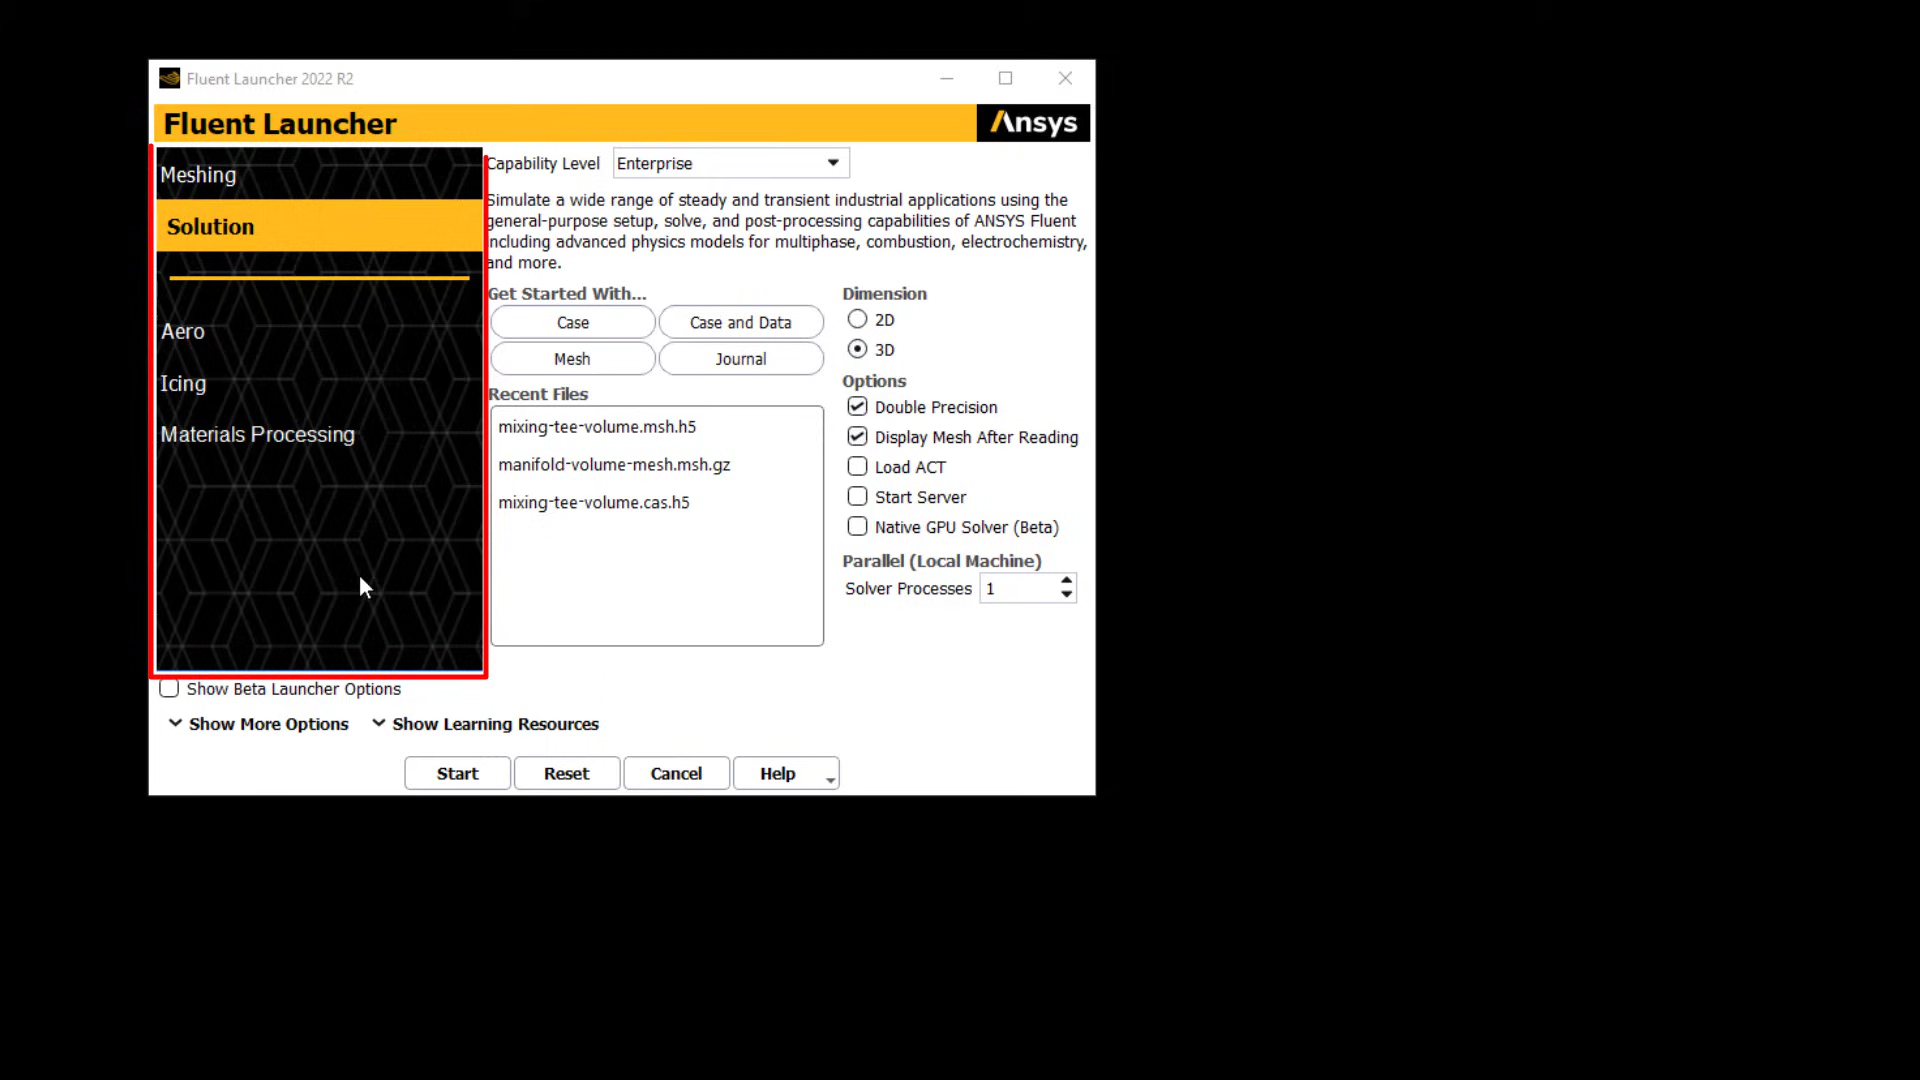 Fluent Launcher 2022 R2
Fluent Launcher
Ansys
Meshing
Solution
Aero
Icing
Materials Processing
Capability Level
Enterprise
Simulate a wide range of steady and transient industrial applications using the
general-purpose setup, solve, and post-processing capabilities of ANSYS Fluent
including advanced physics models for multiphase, combustion, electrochemistry,
and more.
Get Started With...
Case
Case and Data
Mesh
Journal
Recent Files
mixing-tee-volume.msh.h5
manifold-volume-mesh.msh.gz
mixing-tee-volume.cas.h5
Dimension
2D
3D
Options
Double Precision
Display Mesh After Reading
Load ACT
Start Server
Native GPU Solver (Beta)
Parallel (Local Machine)
Solver Processes
1
Show Beta Launcher Options
Show More Options
Show Learning Resources
Start
Reset
Cancel
Help